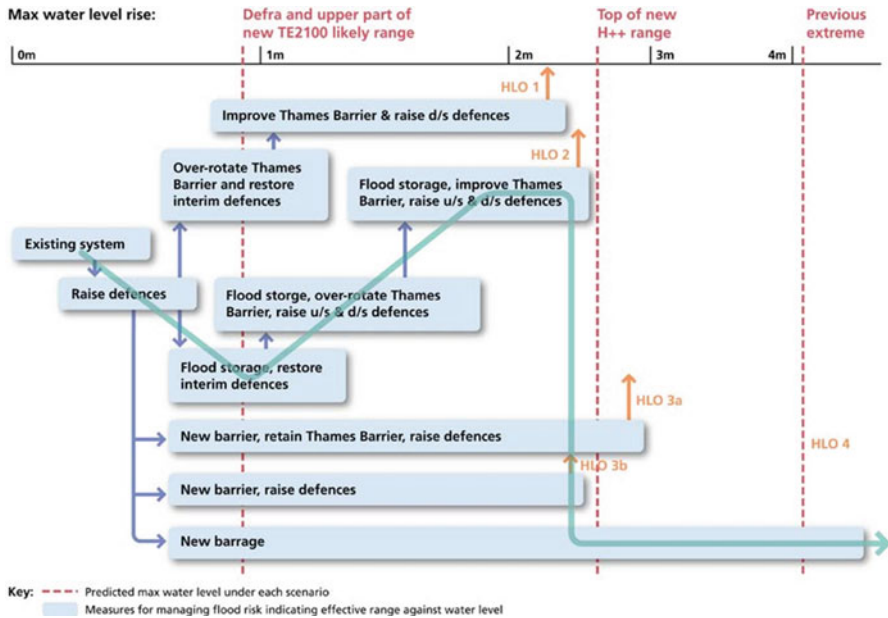 Max water level rise:
Defra and upper part of
new TE2100 likely range
Top of new
H++ range
Previous
extreme
0m
1m
2m
3m
4m
HLO 1
Improve Thames Barrier & raise d/s defences
HLO 2
Over-rotate Thames
Barrier and restore
interim defences
Flood storage, improve Thames
Barrier, raise u/s & d/s defences
Existing system
Raise defences
Flood storge, over-rotate Thames
Barrier, raise u/s & d/s defences
Flood storage, restore
interim defences
HLO 3a
New barrier, retain Thames Barrier, raise defences
HLO 4
HLO 3b
New barrier, raise defences
New barrage
Key:
Predicted max water level under each scenario
Measures for managing flood risk indicating effective range against water level